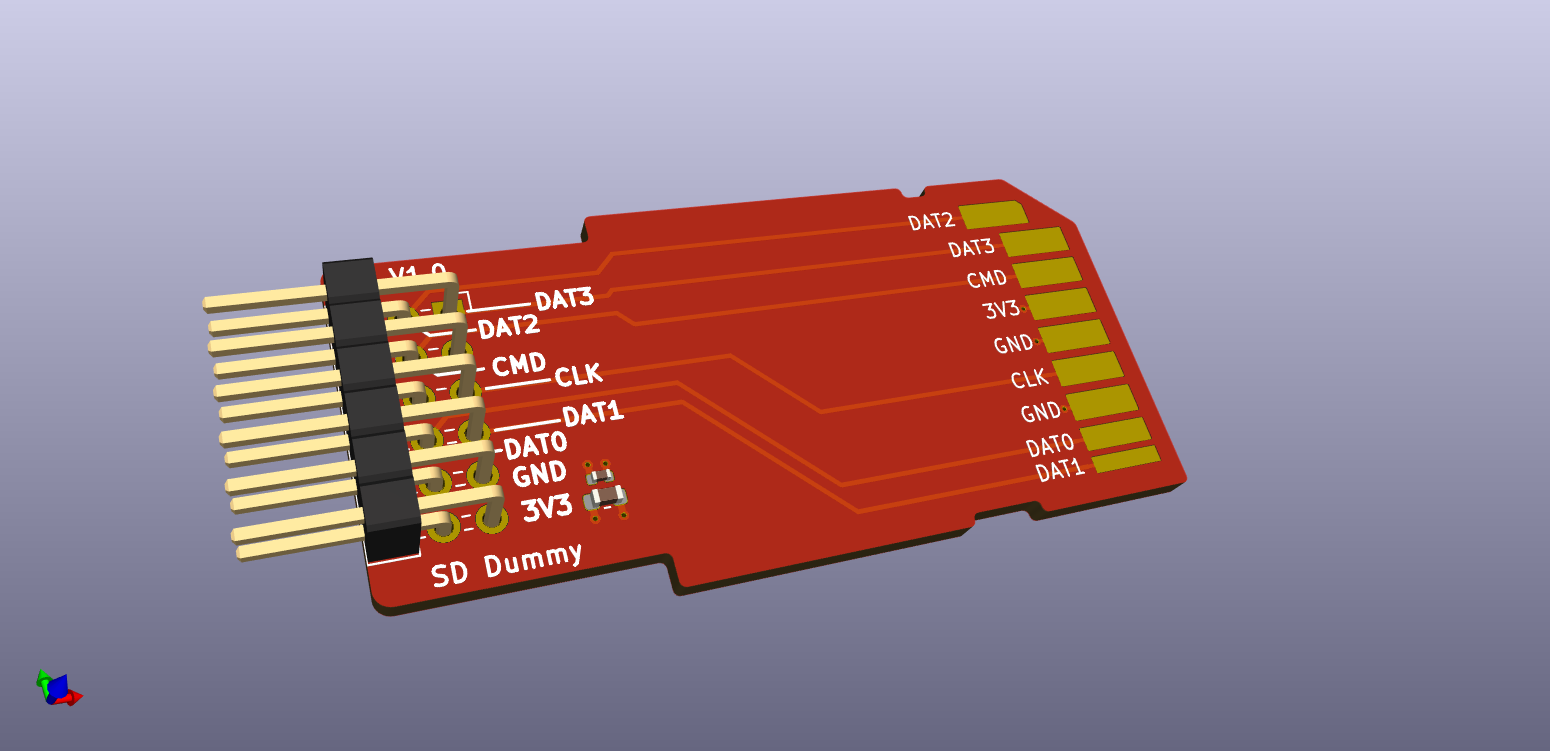 V1.0
DAT3
DAT2
CMD
CLK
DAT1
DAT0
GND
3V3
SD Dummy
DAT2
DAT3
CMD
3V3
GND
CLK
GND
DAT0
DAT1